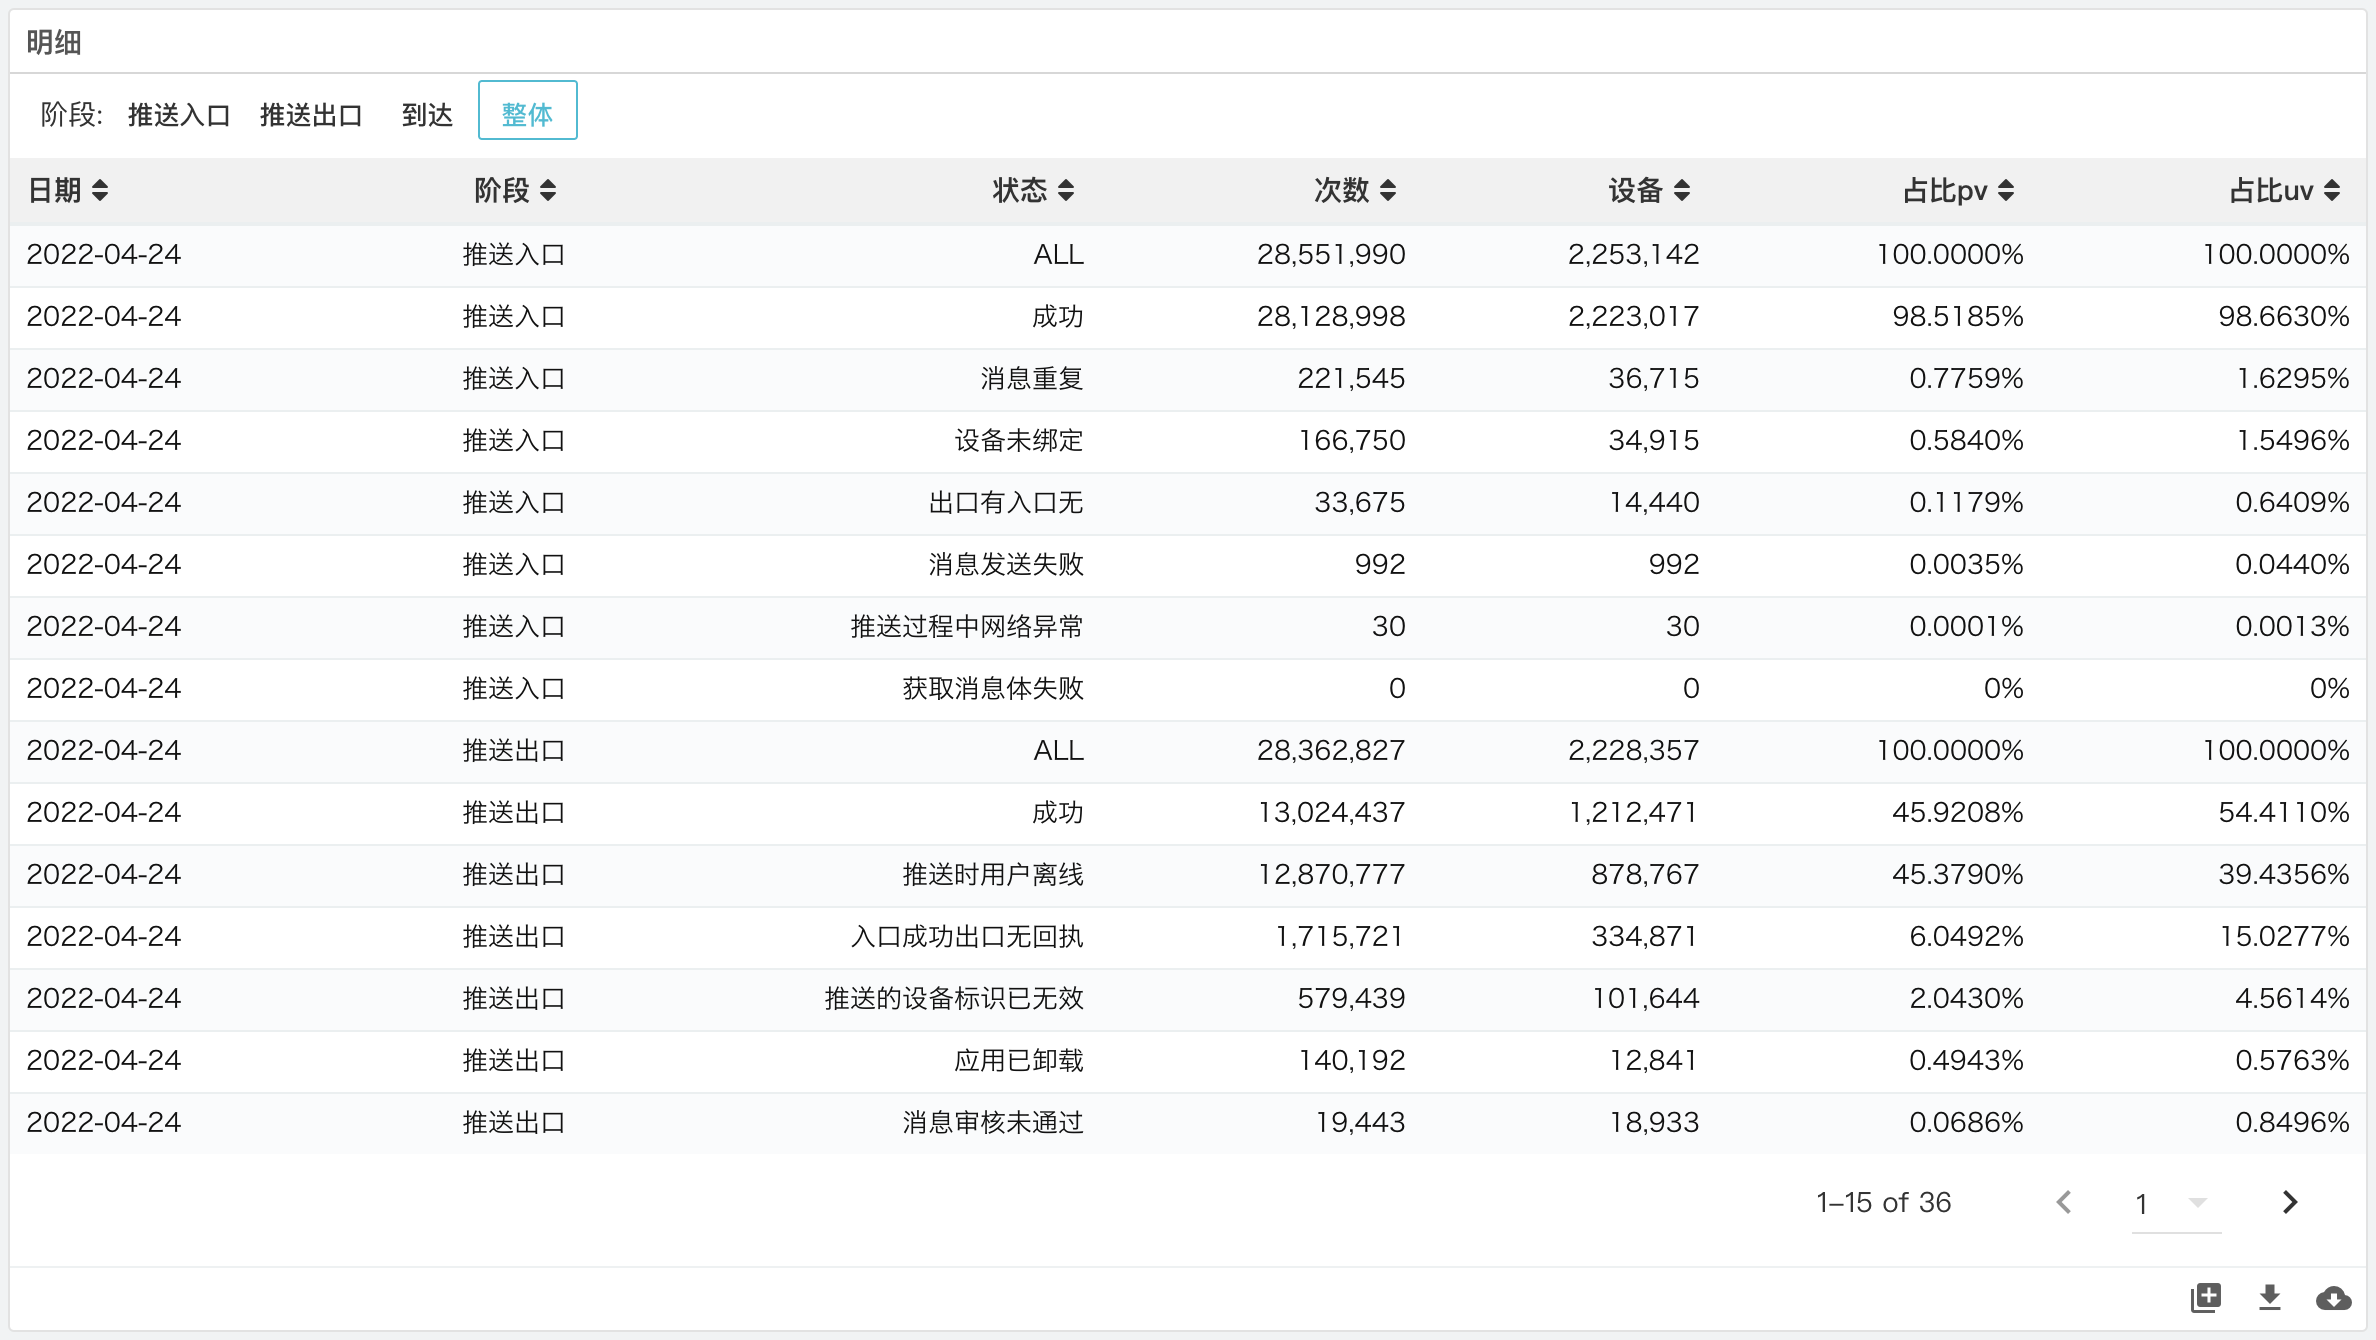 明细
阶段: 推送入口 推送出口 到达 整体
日期 阶段 状态 次数 设备 占比pv 占比uv
2022-04-24 推送入口 ALL 28,551,990 2,253,142 100.0000% 100.0000%
2022-04-24 推送入口 成功 28,128,998 2,223,017 98.5185% 98.6630%
2022-04-24 推送入口 消息重复 221,545 36,715 0.7759% 1.6295%
2022-04-24 推送入口 设备未绑定 166,750 34,915 0.5840% 1.5496%
2022-04-24 推送入口 出口有入口无 33,675 14,440 0.1179% 0.6409%
2022-04-24 推送入口 消息发送失败 992 992 0.0035% 0.0440%
2022-04-24 推送入口 推送过程中网络异常 30 30 0.0001% 0.0013%
2022-04-24 推送入口 获取消息体失败 0 0 0% 0%
2022-04-24 推送出口 ALL 28,362,827 2,228,357 100.0000% 100.0000%
2022-04-24 推送出口 成功 13,024,437 1,212,471 45.9208% 54.4110%
2022-04-24 推送出口 推送时用户离线 12,870,777 878,767 45.3790% 39.4356%
2022-04-24 推送出口 入口成功出口无回执 1,715,721 334,871 6.0492% 15.0277%
2022-04-24 推送出口 推送的设备标识已无效 579,439 101,644 2.0430% 4.5614%
2022-04-24 推送出口 应用已卸载 140,192 12,841 0.4943% 0.5763%
2022-04-24 推送出口 消息审核未通过 19,443 18,933 0.0686% 0.8496%
1–15 of 36 1